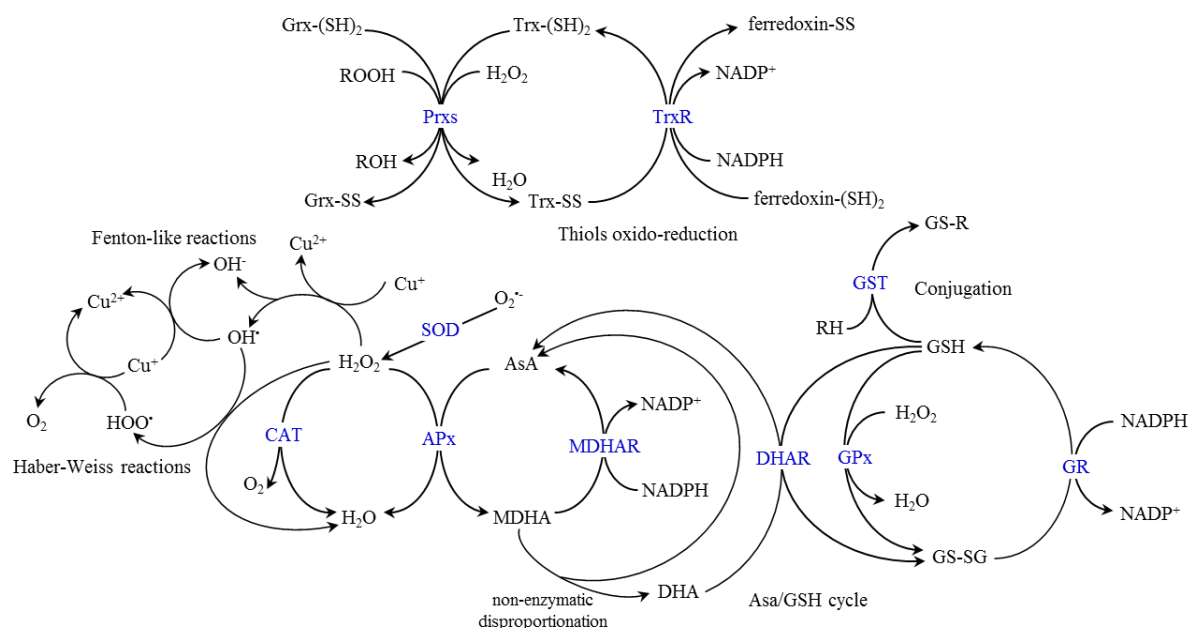 Grx-(SH)₂
Trx-(SH)₂
ferredoxin-SS
ROOH
H₂O₂
NADP⁺
Prxs
TrxR
ROH
H₂O
NADPH
Grx-SS
Trx-SS
ferredoxin-(SH)₂
Thiols oxido-reduction
Fenton-like reactions
Cu²⁺
OH⁻
Cu⁺
Cu²⁺
O₂•⁻
SOD
OH•
H₂O₂
Cu⁺
O₂
HOO•
Haber-Weiss reactions
CAT
O₂
H₂O
APx
AsA
NADP⁺
MDHAR
NADPH
MDHA
non-enzymatic
disproportionation
DHA
DHAR
Asa/GSH cycle
GS-R
GST
Conjugation
RH
GSH
H₂O₂
GPx
H₂O
GS-SG
NADPH
GR
NADP⁺